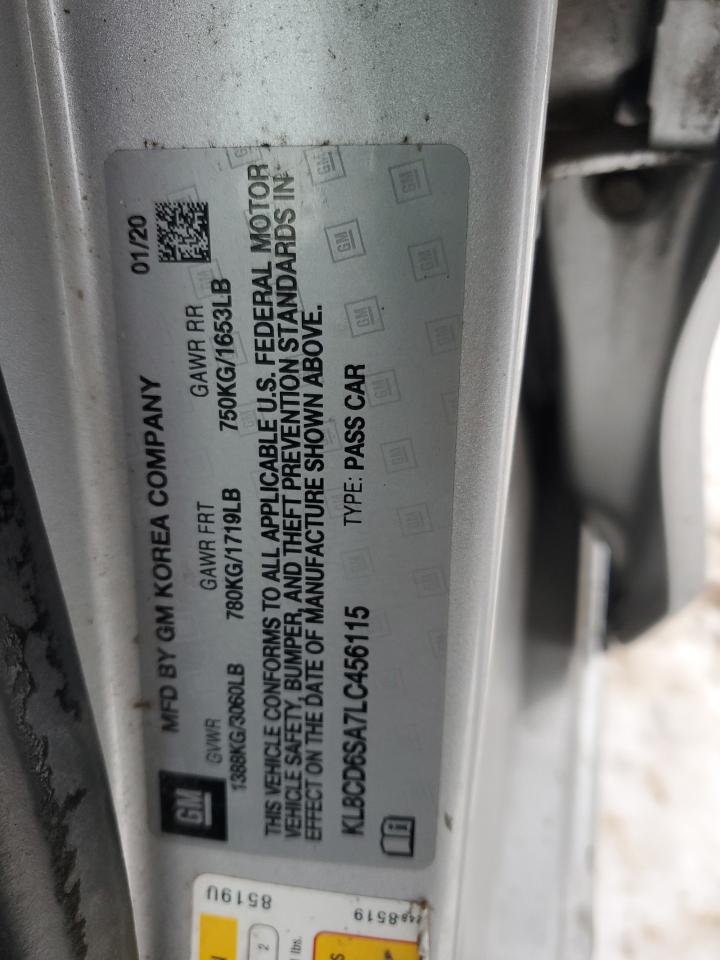 GM
MFD BY GM KOREA COMPANY 01/20
GVWR GAWR FRT GAWR RR
1388KG/3060LB 780KG/1719LB 750KG/1653LB
THIS VEHICLE CONFORMS TO ALL APPLICABLE U.S. FEDERAL MOTOR
VEHICLE SAFETY, BUMPER, AND THEFT PREVENTION STANDARDS IN
EFFECT ON THE DATE OF MANUFACTURE SHOWN ABOVE.
KL8CD6SA7LC456115 TYPE: PASS CAR
8519U
2
lbs.
8519